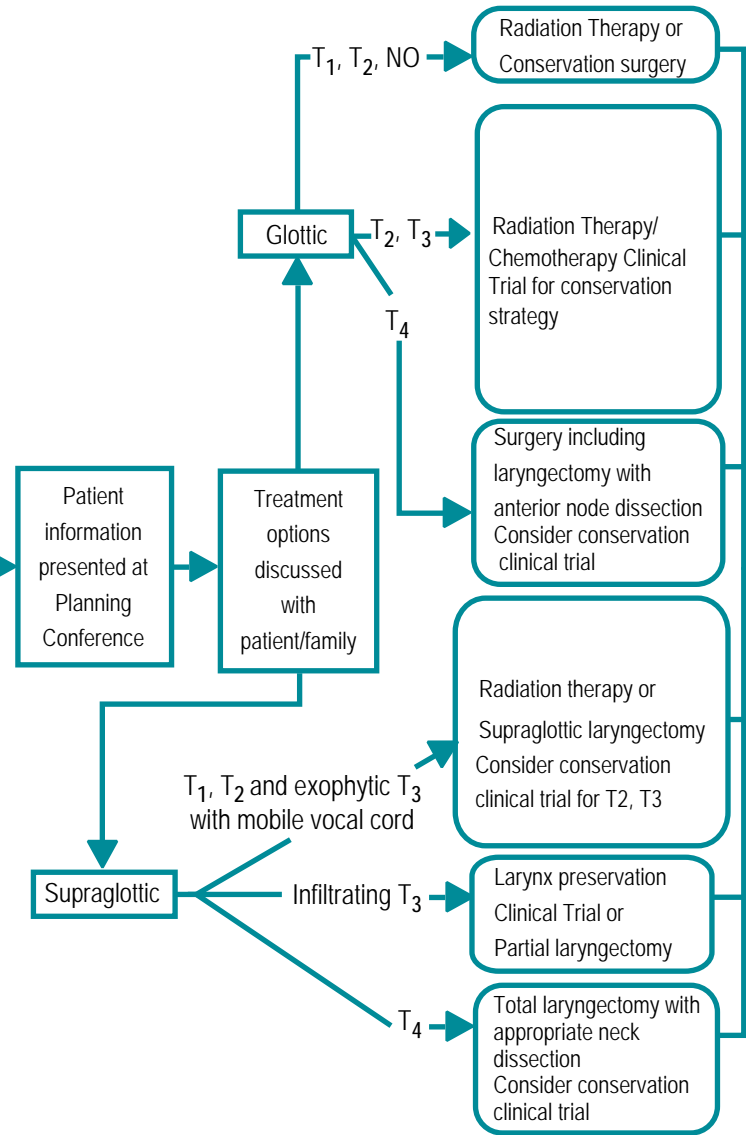 Radiation Therapy or
Conservation surgery
T1, T2, NO
Glottic
T2, T3
Radiation Therapy/
Chemotherapy Clinical
Trial for conservation
strategy
T4
Surgery including
laryngectomy with
anterior node dissection
Consider conservation
clinical trial
Patient
information
presented at
Planning
Conference
Treatment
options
discussed
with
patient/family
Radiation therapy or
Supraglottic laryngectomy
Consider conservation
clinical trial for T2, T3
T1, T2 and exophytic T3
with mobile vocal cord
Supraglottic
Infiltrating T3
Larynx preservation
Clinical Trial or
Partial laryngectomy
T4
Total laryngectomy with
appropriate neck
dissection
Consider conservation
clinical trial